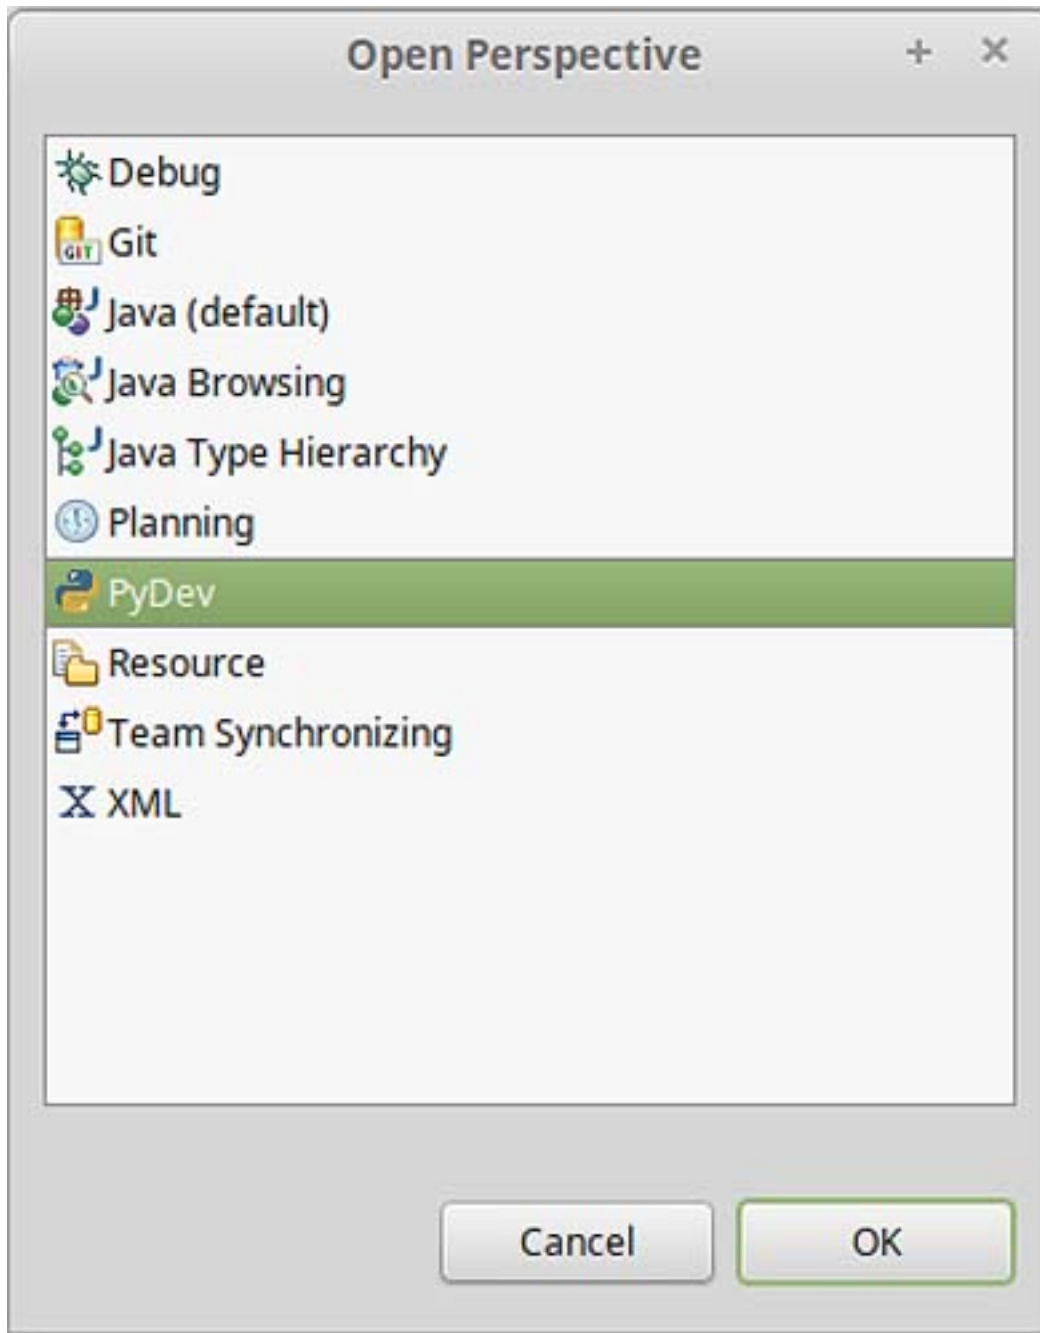 Open Perspective
Debug
GIT Git
Java (default)
Java Browsing
Java Type Hierarchy
Planning
PyDev
Resource
Team Synchronizing
X XML
Cancel OK